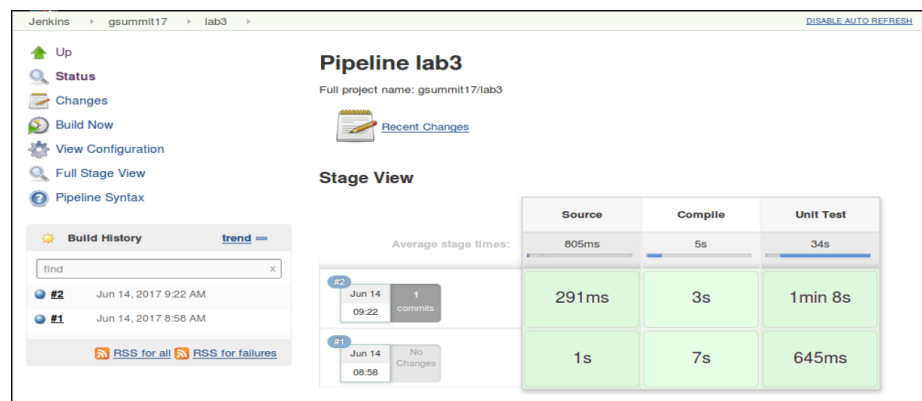 Jenkins gsummit17 lab3
DISABLE AUTO REFRESH
Up
Status
Changes
Build Now
View Configuration
Full Stage View
Pipeline Syntax
Build History trend
find x
#2 Jun 14, 2017 9:22 AM
#1 Jun 14, 2017 8:58 AM
RSS for all RSS for failures
Pipeline lab3
Full project name: gsummit17/lab3
Recent Changes
Stage View
Source Compile Unit Test
Average stage times: 805ms 5s 34s
#2
Jun 14
09:22
1
commits
291ms 3s 1min 8s
#1
Jun 14
08:58
No
Changes
1s 7s 645ms